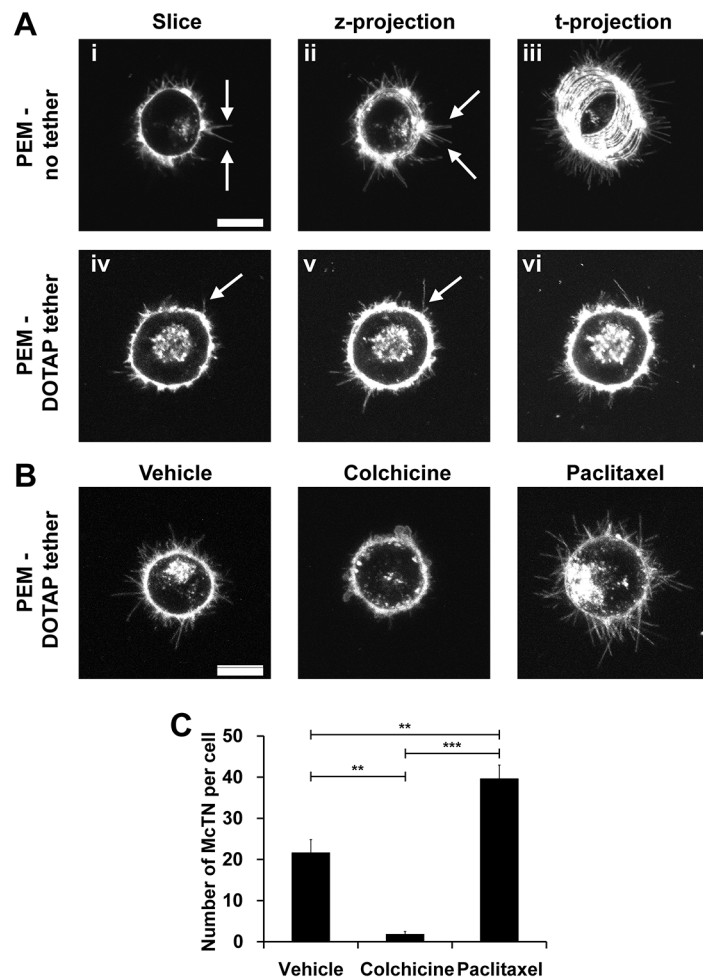 A
Slice z-projection t-projection
PEM -
no tether
i ii iii
PEM -
DOTAP tether
iv v vi
B
Vehicle Colchicine Paclitaxel
PEM -
DOTAP tether
C
Number of McTN per cell
50
40
30
20
10
0
**
***
**
Vehicle Colchicine Paclitaxel